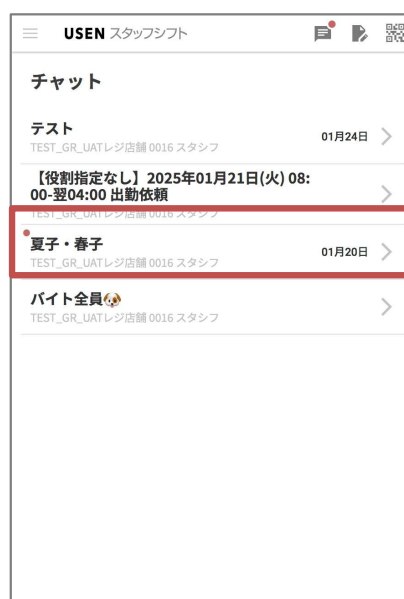 USEN スタッフシフト
チャット
テスト
01月24日
TEST_GR_UATレジ店舗 0016 スタシフ
【役割指定なし】2025年01月21日(火) 08:
00-翌04:00 出勤依頼
TEST_GR_UATレジ店舗 0016 スタシフ
夏子・春子
01月20日
TEST_GR_UATレジ店舗 0016 スタシフ
バイト全員🐶
TEST_GR_UATレジ店舗 0016 スタシフ